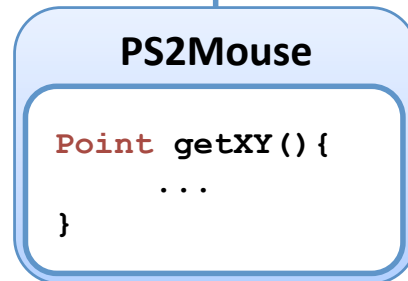 PS2Mouse
Point getXY(){
...
}